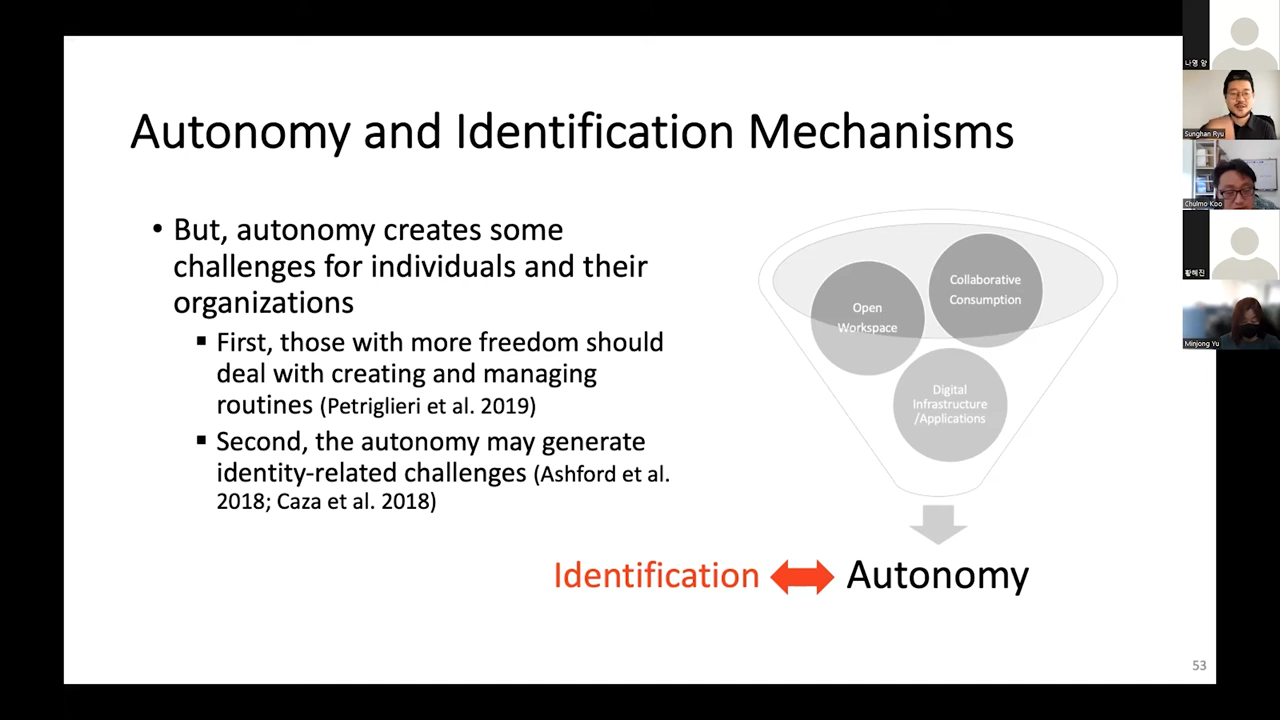 Autonomy and Identification Mechanisms
• But, autonomy creates some
challenges for individuals and their
organizations
▪ First, those with more freedom should
deal with creating and managing
routines (Petriglieri et al. 2019)
▪ Second, the autonomy may generate
identity-related challenges (Ashford et al.
2018; Caza et al. 2018)
Open
Workspace
Collaborative
Consumption
Digital
Infrastructure
/Applications
Identification
Autonomy
53
나영 양
Sunghan Ryu
Chulmo Koo
황혜진
Minjong Yu